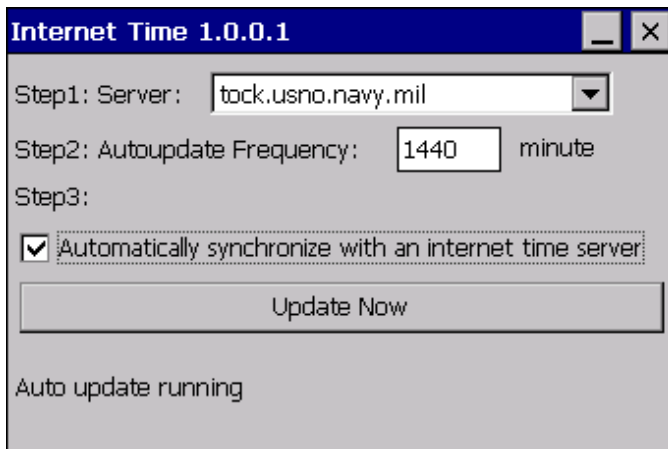 Internet Time 1.0.0.1
Step1: Server: tock.usno.navy.mil
Step2: Autoupdate Frequency: 1440 minute
Step3:
Automatically synchronize with an internet time server
Update Now
Auto update running